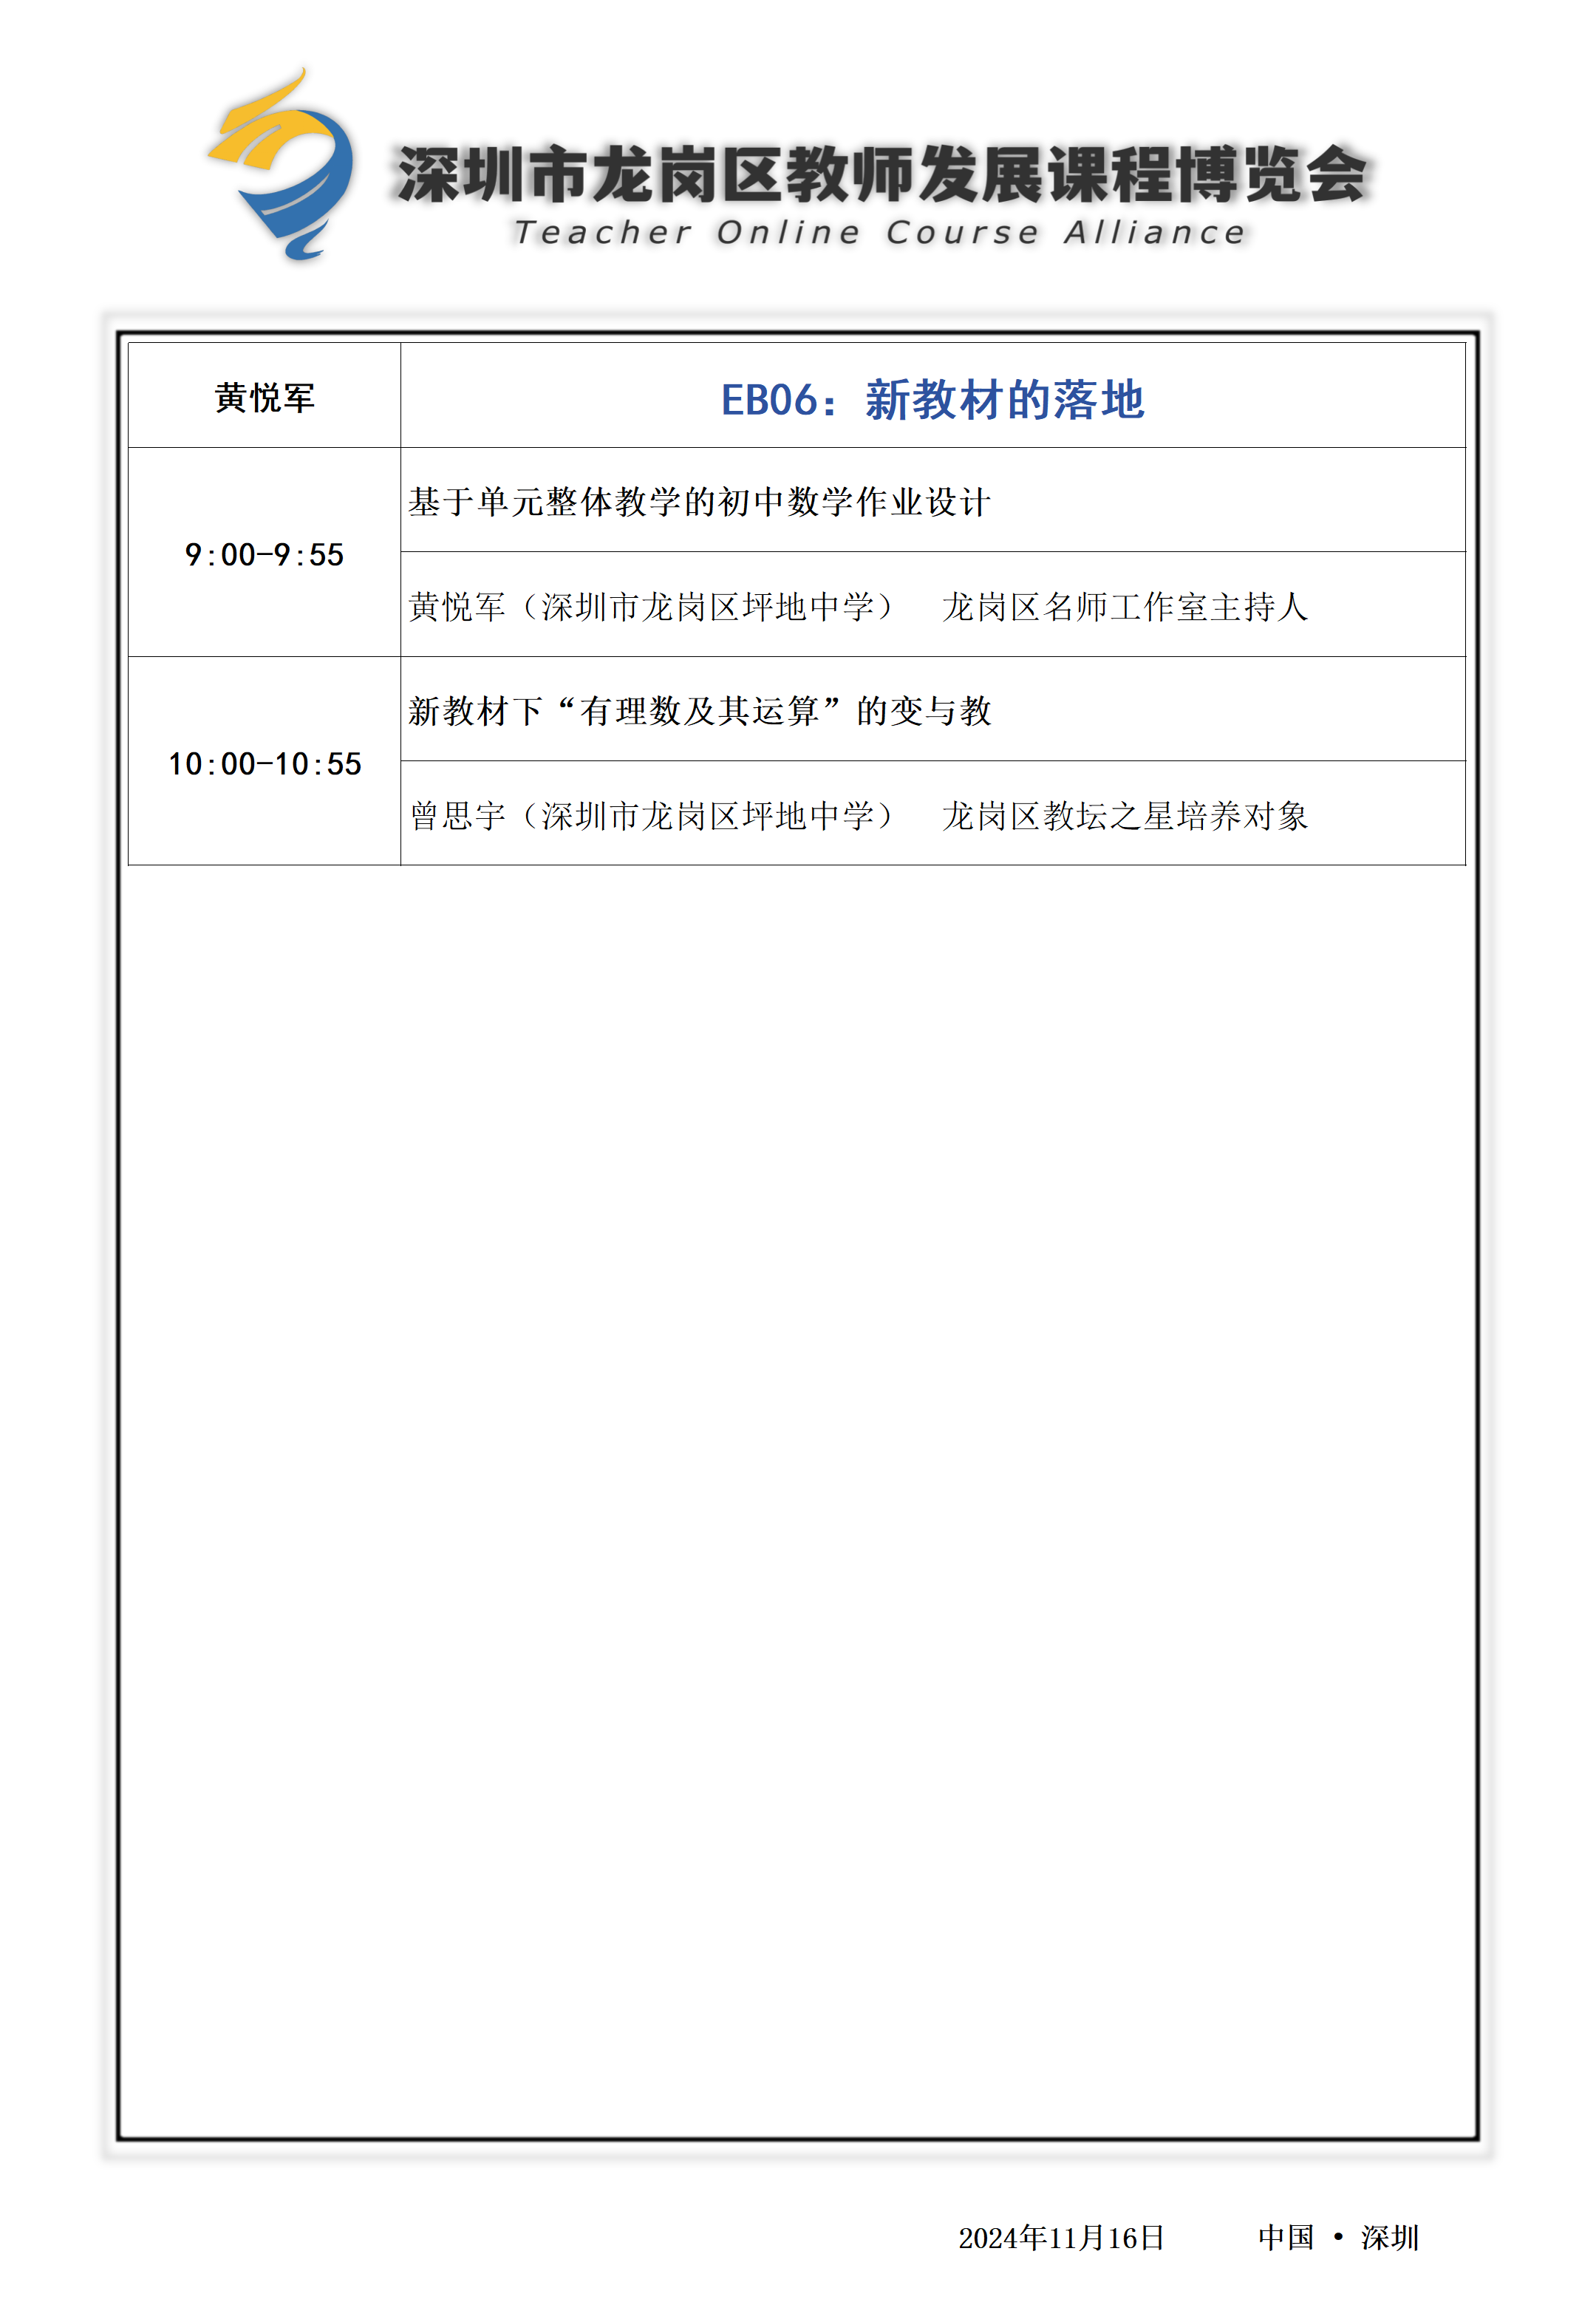 深圳市龙岗区教师发展课程博览会
Teacher Online Course Alliance
黄悦军
EB06：新教材的落地
9:00-9:55
基于单元整体教学的初中数学作业设计
黄悦军（深圳市龙岗区坪地中学） 龙岗区名师工作室主持人
10:00-10:55
新教材下“有理数及其运算”的变与教
曾思宇（深圳市龙岗区坪地中学） 龙岗区教坛之星培养对象
2024年11月16日 中国 • 深圳